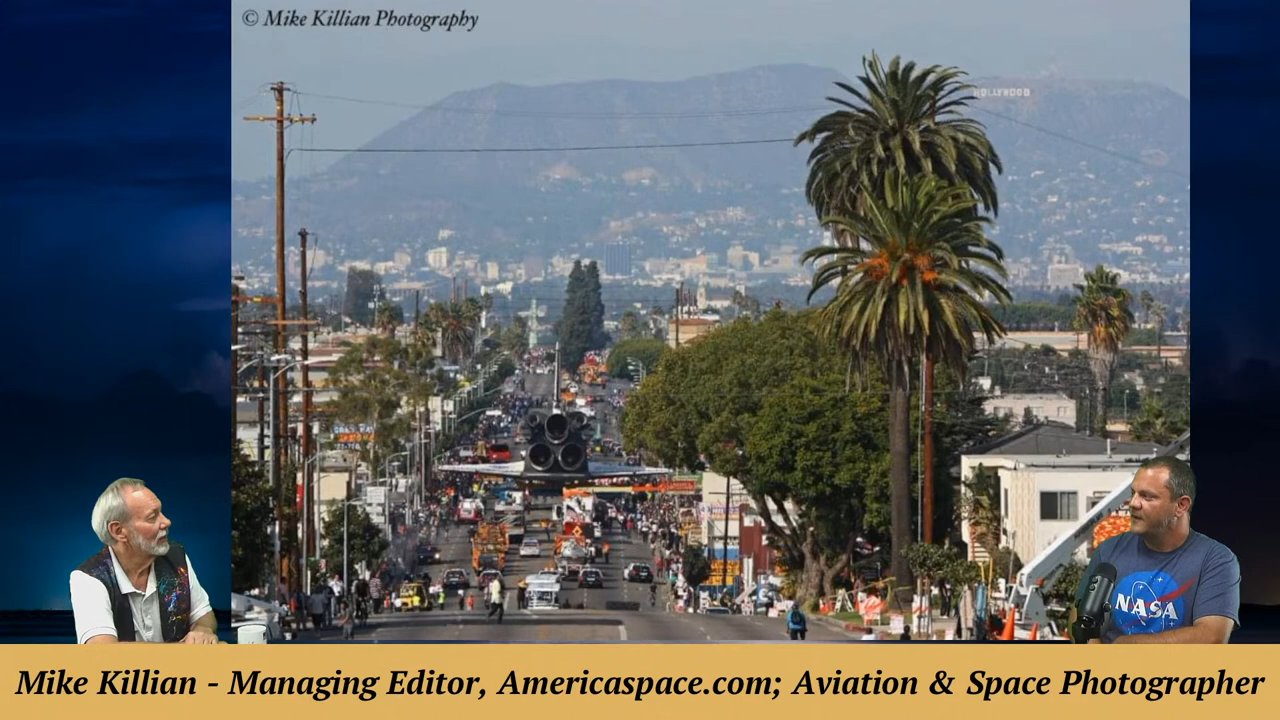 © Mike Killian Photography
HOLLYWOOD
NASA
Mike Killian - Managing Editor, Americaspace.com; Aviation & Space Photographer